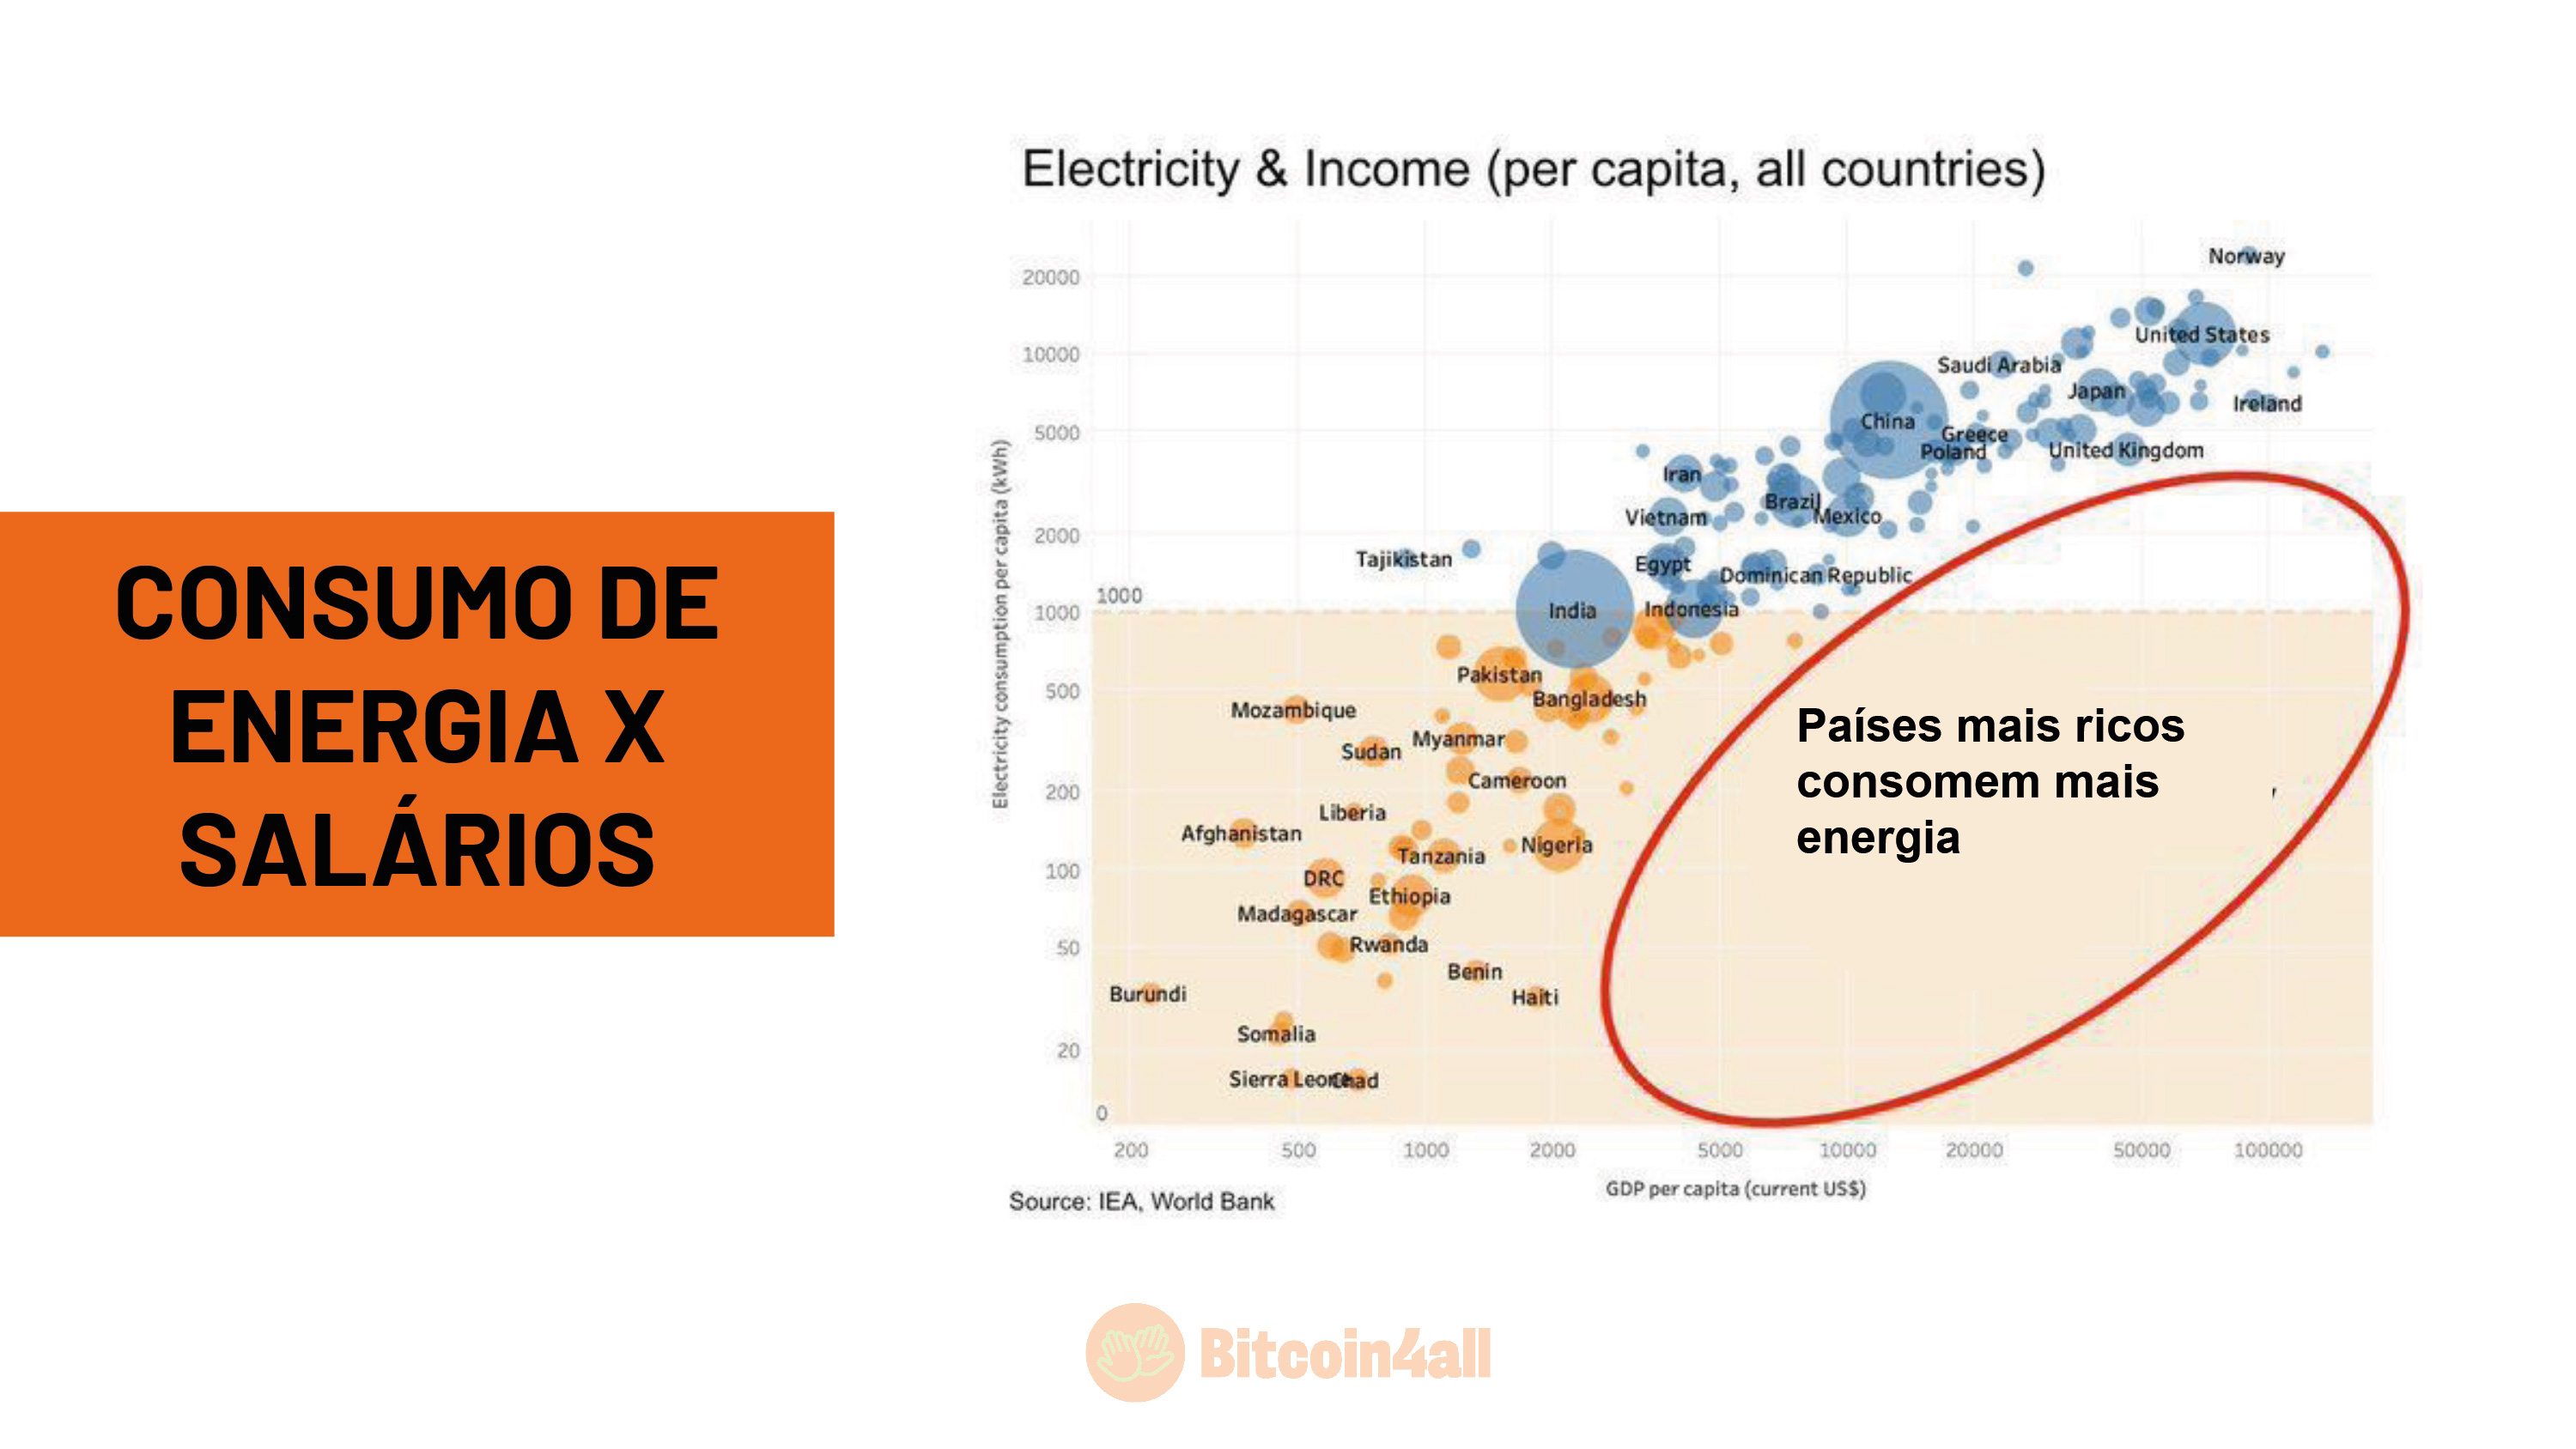 CONSUMO DE
ENERGIA X
SALÁRIOS
Electricity & Income (per capita, all countries)
Electricity consumption per capita (kWh)
20000
10000
5000
2000
1000
500
200
100
50
20
1000
0
Norway
United States
Saudi Arabia
Japan
Ireland
China
Greece
Poland
United Kingdom
Iran
Brazil
Vietnam
Mexico
Tajikistan
Egypt
Dominican Republic
India
Indonesia
Pakistan
Bangladesh
Mozambique
Myanmar
Sudan
Cameroon
Liberia
Afghanistan
Nigeria
Tanzania
DRC
Ethiopia
Madagascar
Rwanda
Benin
Burundi
Haiti
Somalia
Sierra Leone
Chad
Países mais ricos
consomem mais
energia
200 500 1000 2000 5000 10000 20000 50000 100000
GDP per capita (current US$)
Source: IEA, World Bank
Bitcoin4all